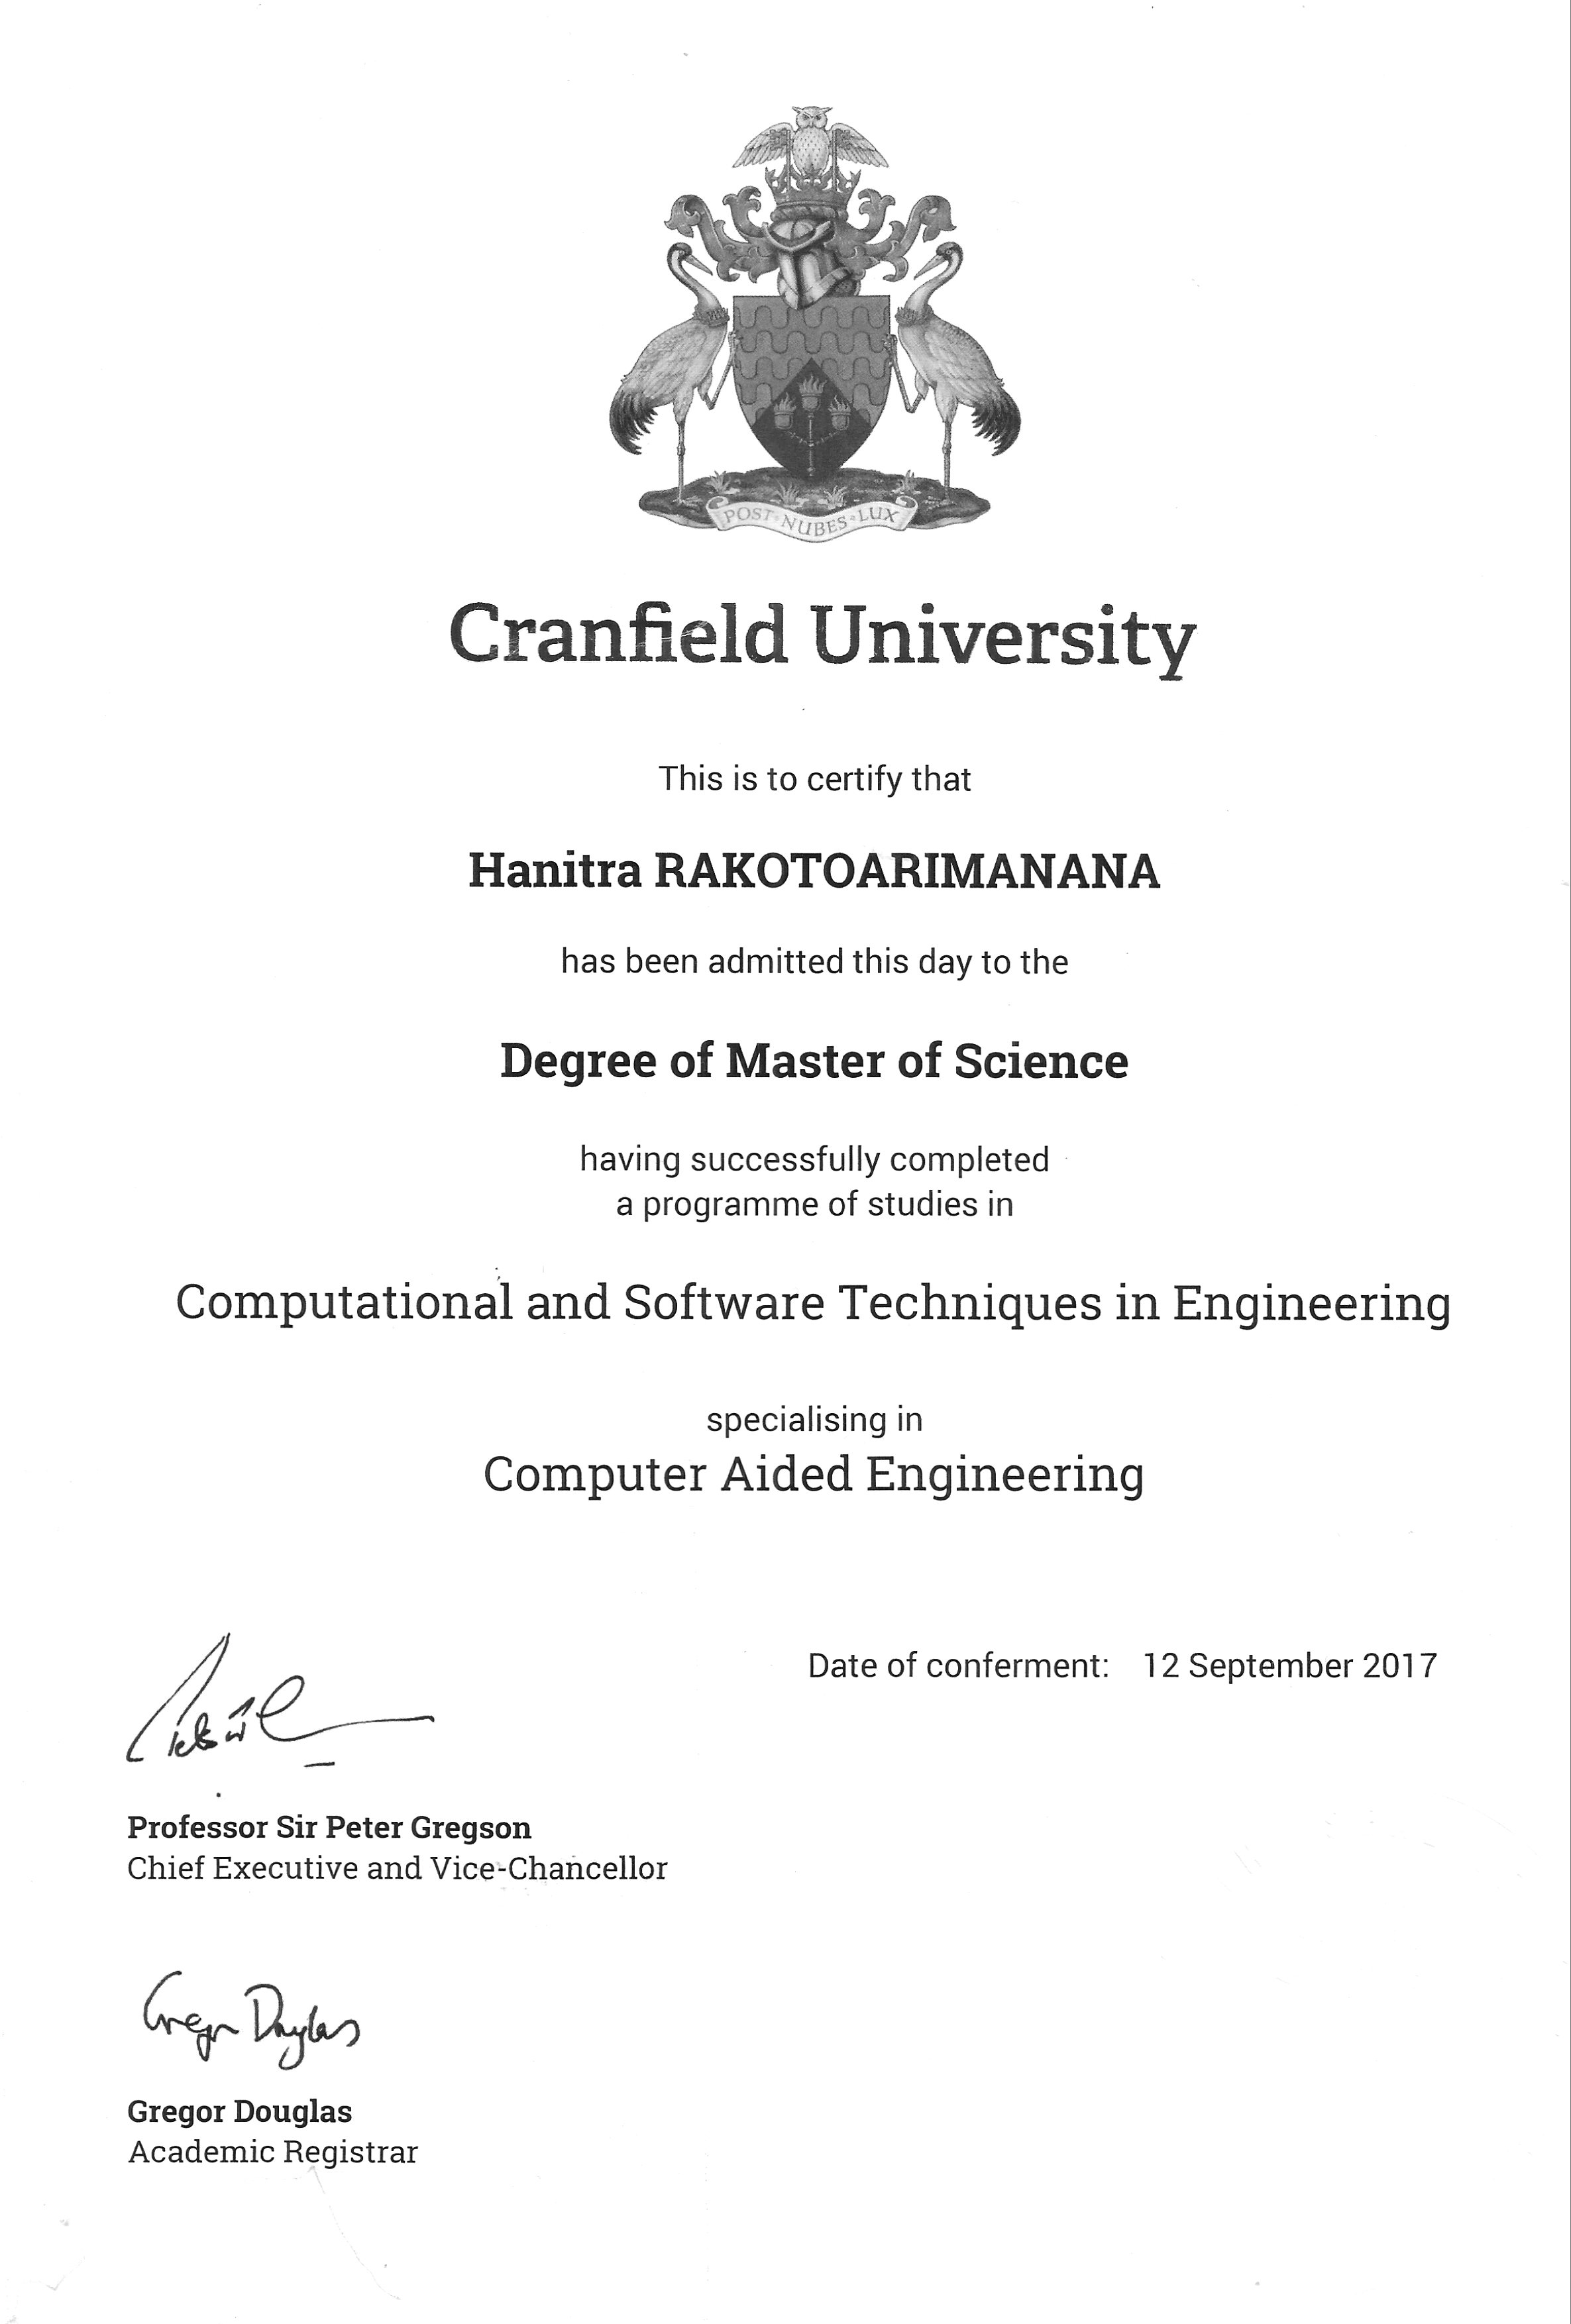 POST·NUBES·LUX
Cranfield University
This is to certify that
Hanitra RAKOTOARIMANANA
has been admitted this day to the
Degree of Master of Science
having successfully completed
a programme of studies in
Computational and Software Techniques in Engineering
specialising in
Computer Aided Engineering
Date of conferment: 12 September 2017
Professor Sir Peter Gregson
Chief Executive and Vice-Chancellor
Gregor Douglas
Gregor Douglas
Academic Registrar